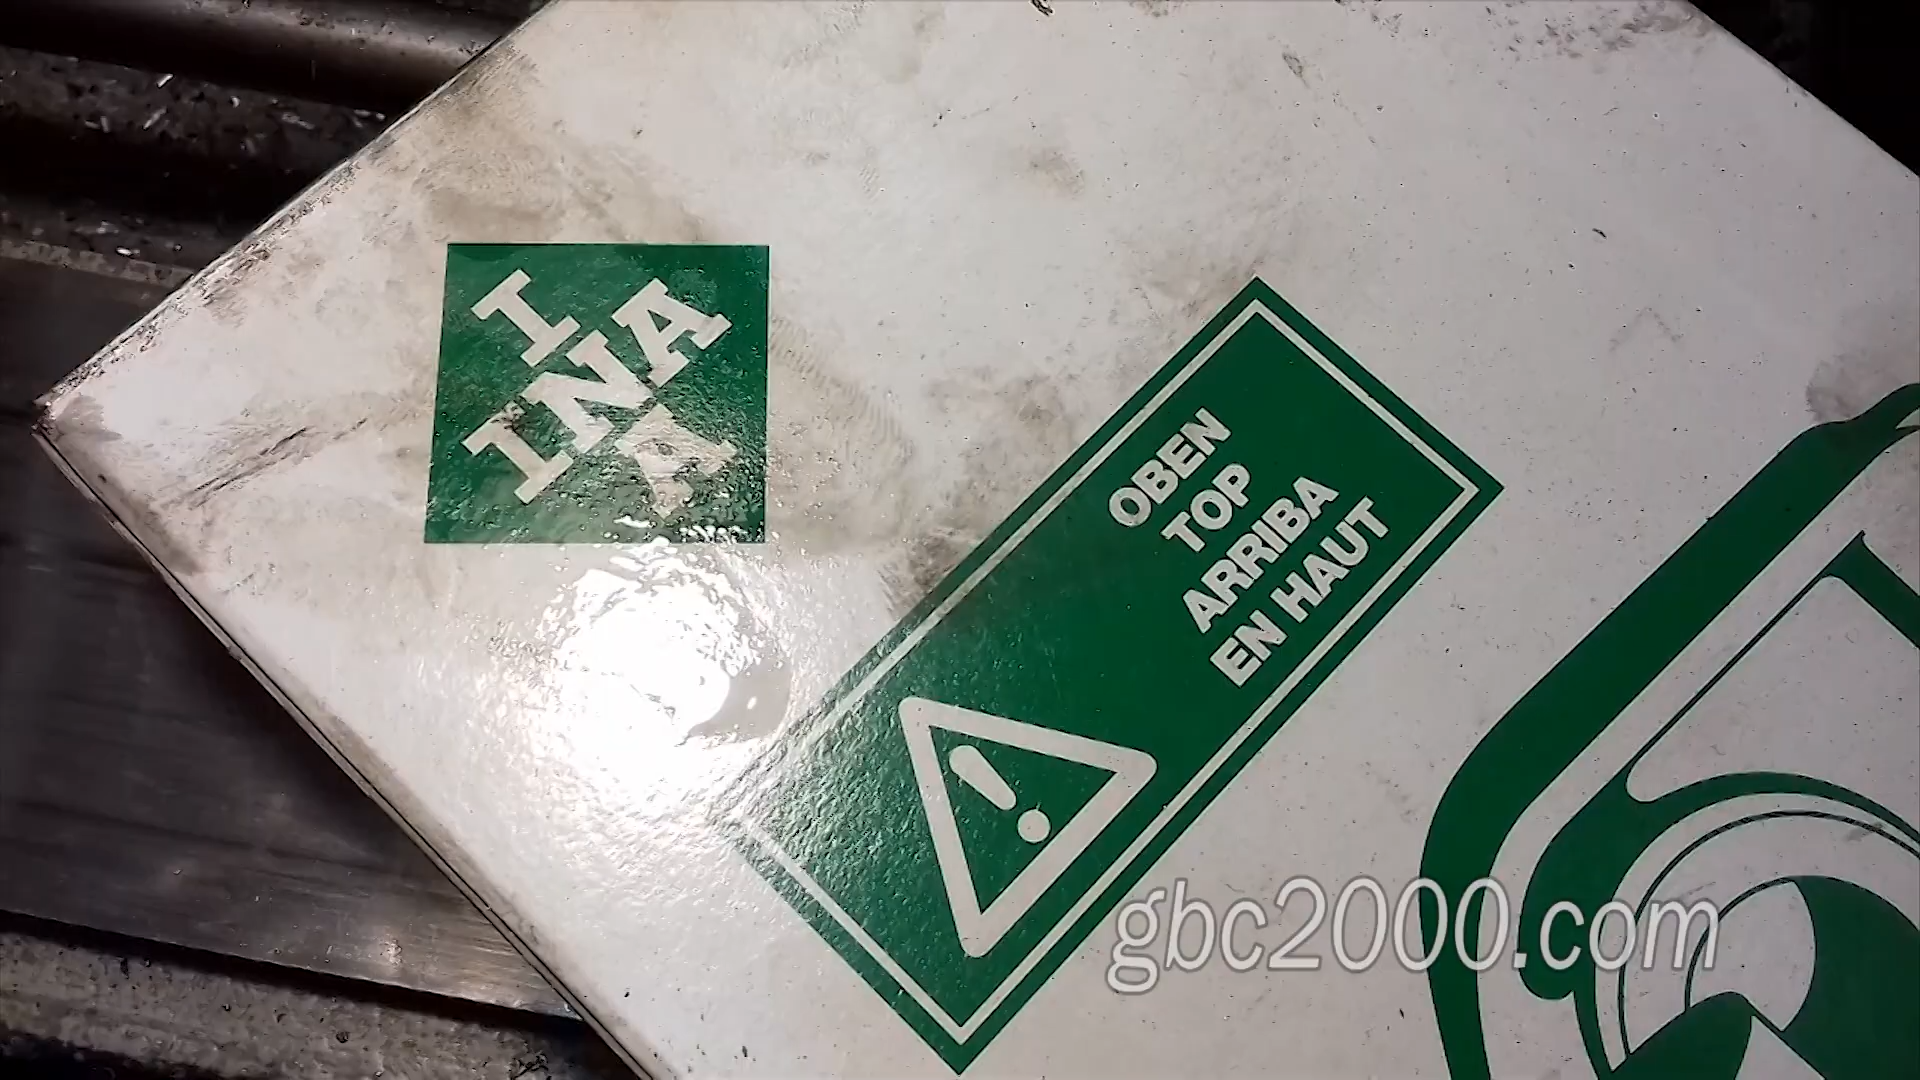 I
INA
A
OBEN
TOP
ARRIBA
EN HAUT
gbc2000.com